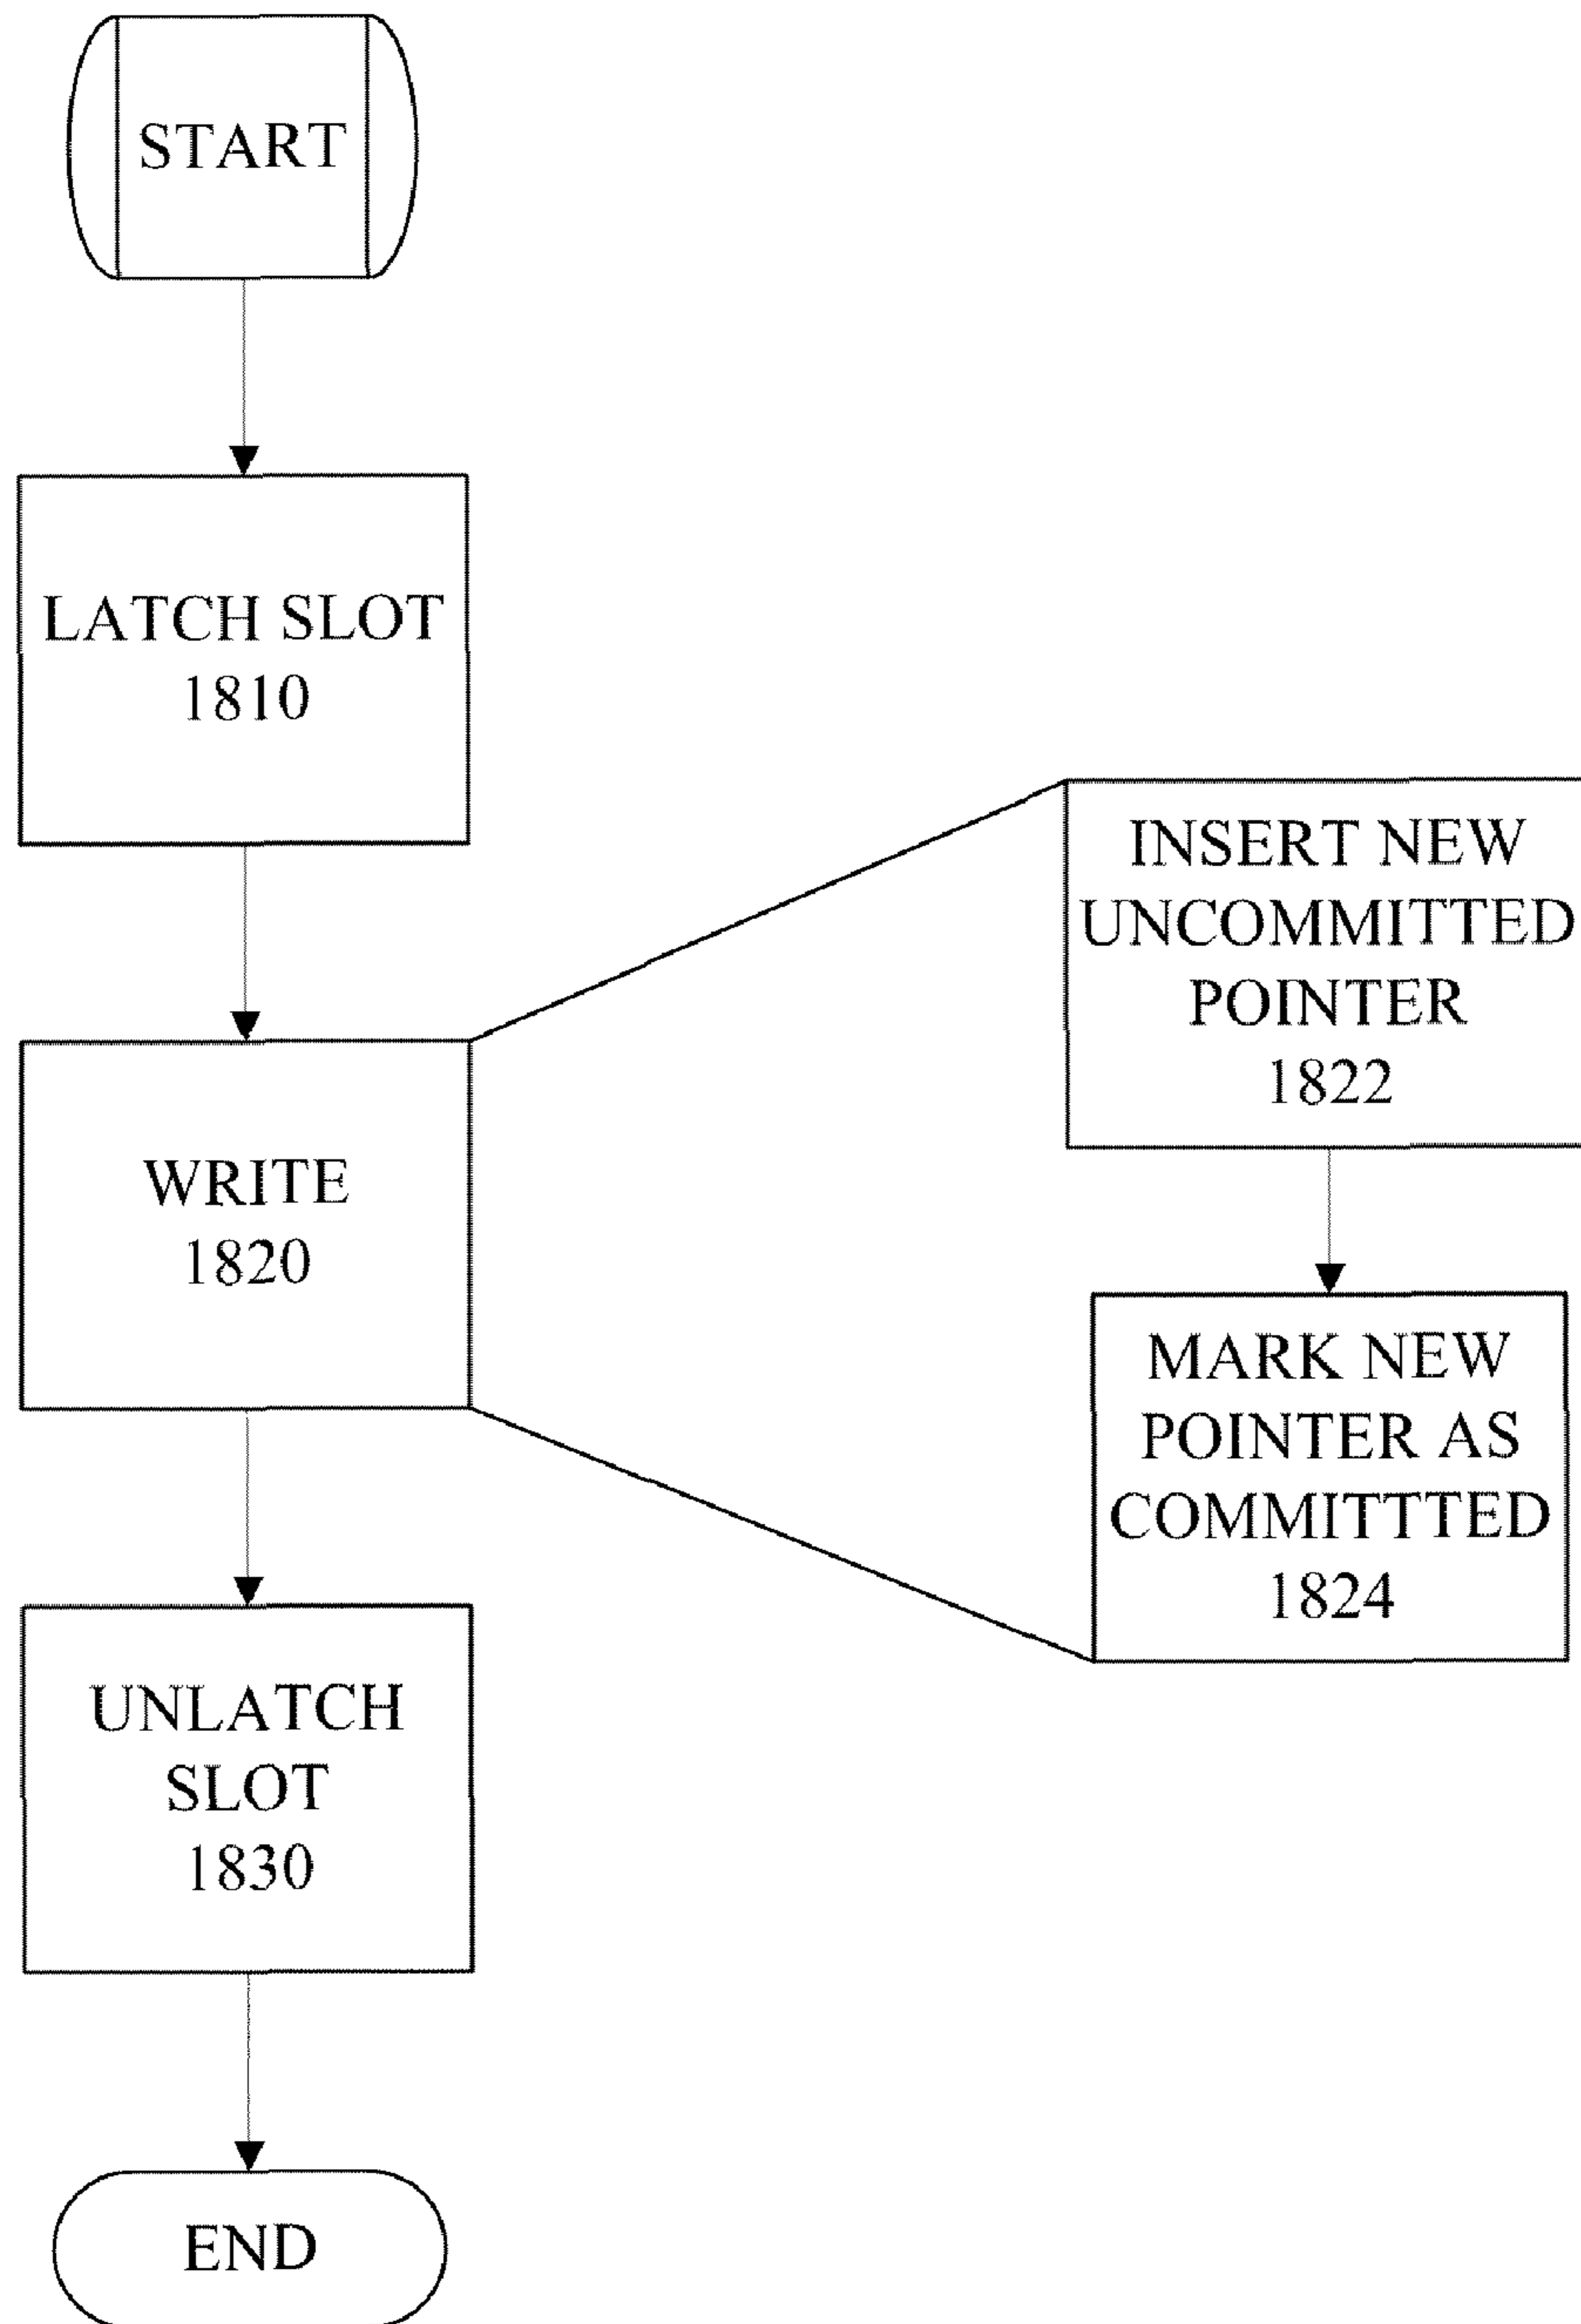 START
LATCH SLOT
1810
WRITE
1820
UNLATCH
SLOT
1830
END
INSERT NEW
UNCOMMITTED
POINTER
1822
MARK NEW
POINTER AS
COMMITTTED
1824